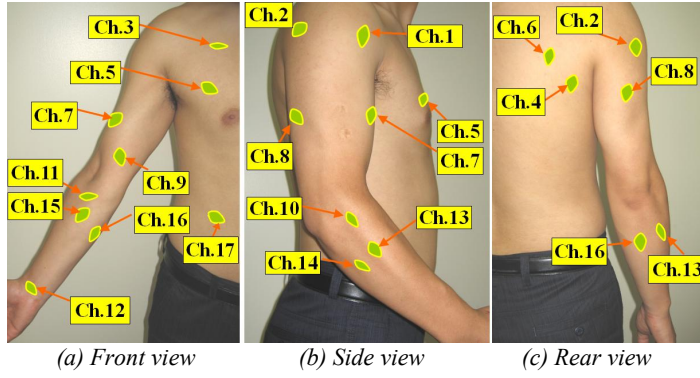 Ch.3
Ch.5
Ch.7
Ch.11
Ch.9
Ch.15
Ch.16
Ch.17
Ch.12
(a) Front view
Ch.2
Ch.1
Ch.5
Ch.8
Ch.7
Ch.10
Ch.13
Ch.14
(b) Side view
Ch.6
Ch.2
Ch.8
Ch.4
Ch.16
Ch.13
(c) Rear view